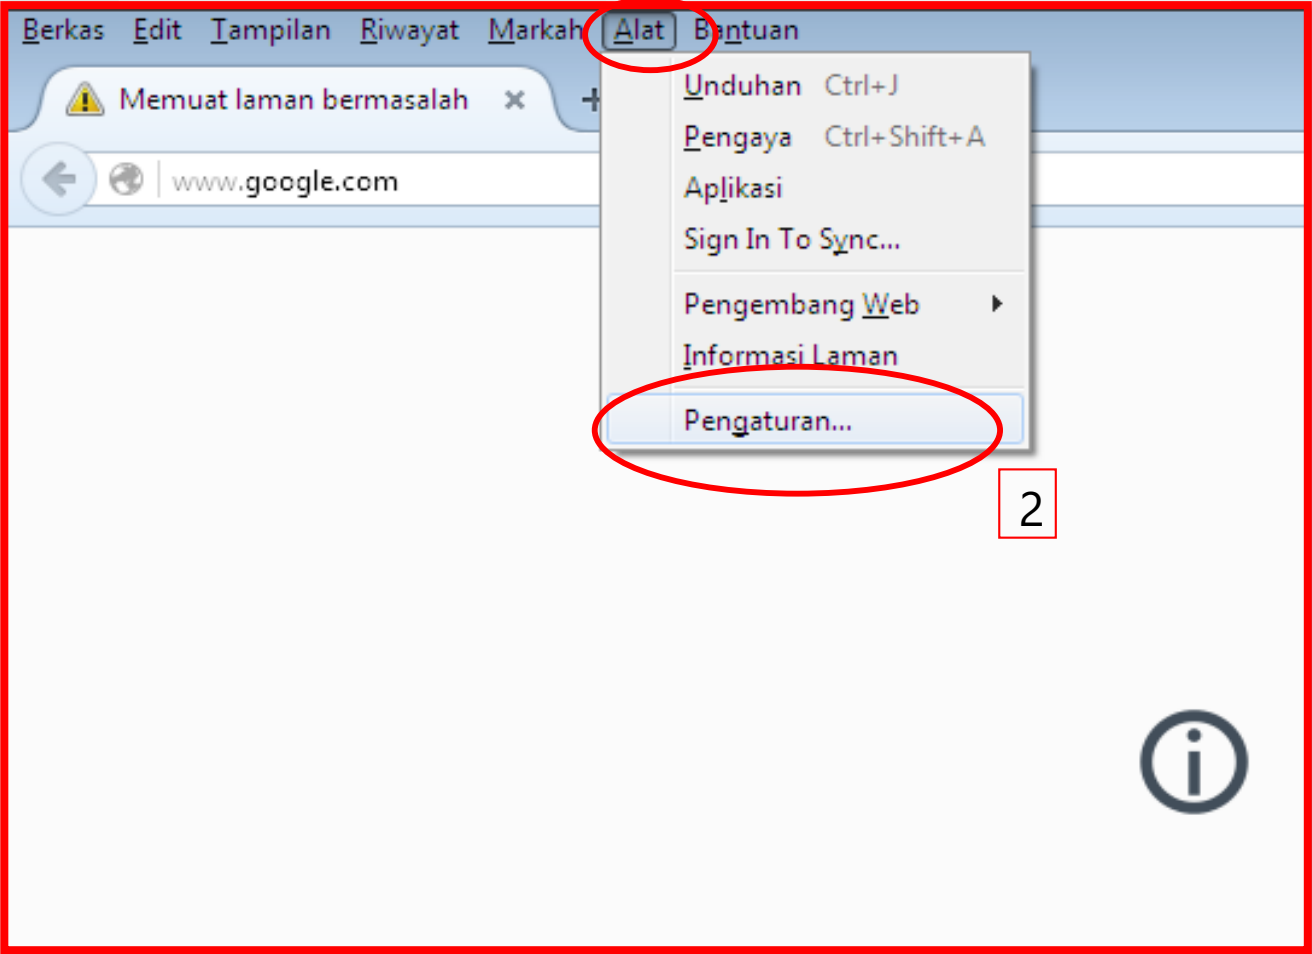 Berkas Edit Tampilan Riwayat Markah Alat Bantuan
Memuat laman bermasalah
www.google.com
Unduhan Ctrl+J
Pengaya Ctrl+Shift+A
Aplikasi
Sign In To Sync...
Pengembang Web
Informasi Laman
Pengaturan...
2